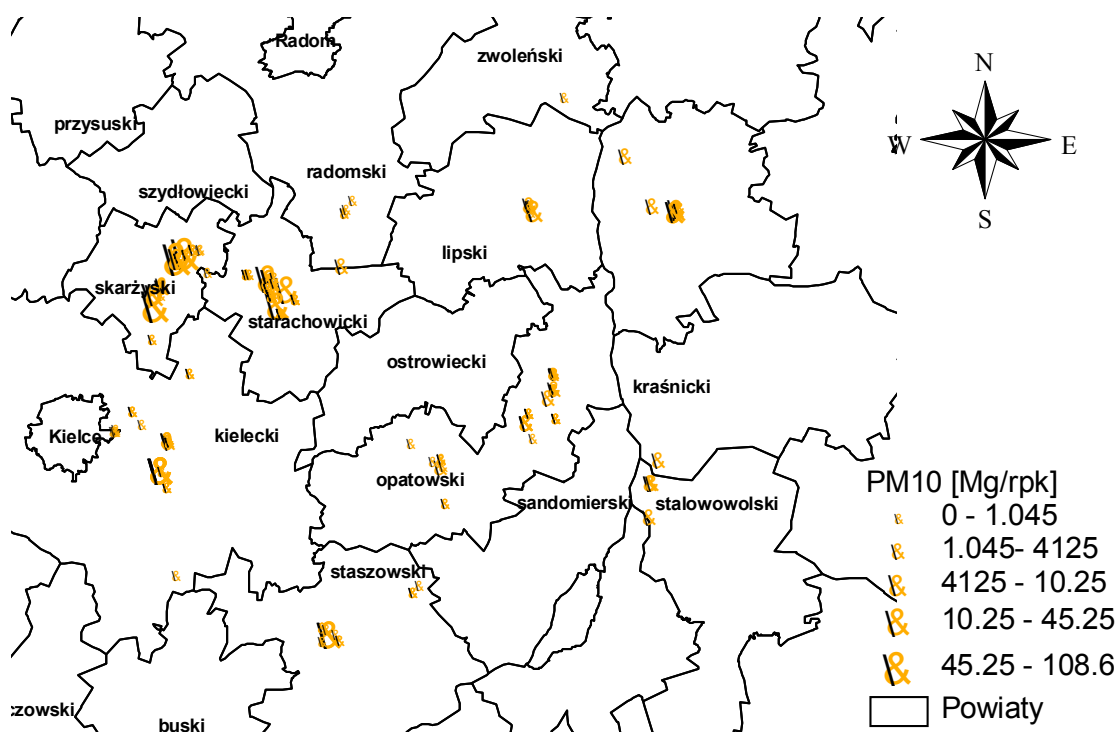 Radom
zwoleński
N
przysuski
W
E
radomski
szydłowiecki
S
lipski
skarżyski
starachowicki
ostrowiecki
kraśnicki
Kielce
kielecki
opatowski
sandomierski
stalowowolski
PM10 [Mg/rpk]
0 - 1.045
1.045- 4125
staszowski
4125 - 10.25
10.25 - 45.25
45.25 - 108.6
czowski
Powiaty
buski